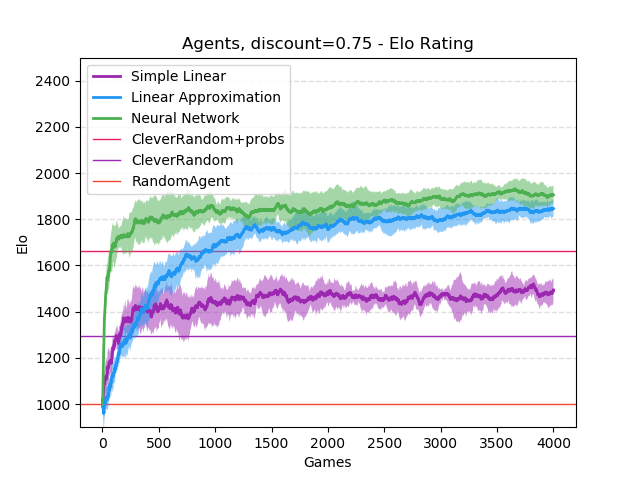 Agents, discount=0.75 - Elo Rating
Simple Linear
Linear Approximation
Neural Network
CleverRandom+probs
CleverRandom
RandomAgent
2400
2200
2000
1800
1600
1400
1200
1000
Elo
0 500 1000 1500 2000 2500 3000 3500 4000
Games